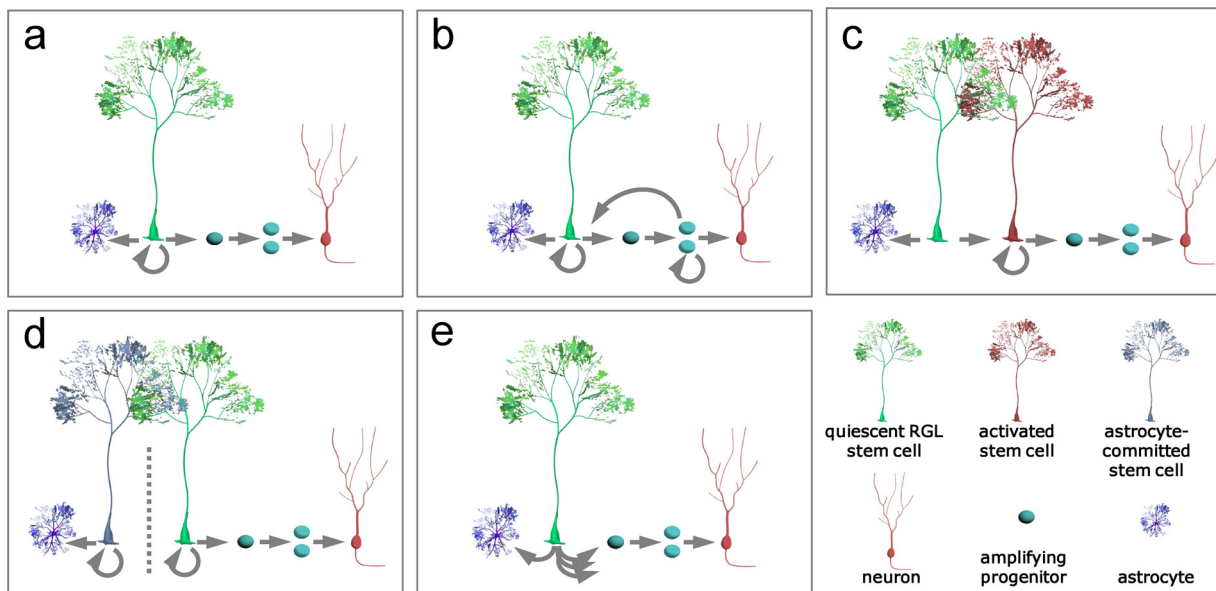 a
b
c
d
e
quiescent RGL
stem cell
activated
stem cell
astrocyte-
committed
stem cell
neuron
amplifying
progenitor
astrocyte